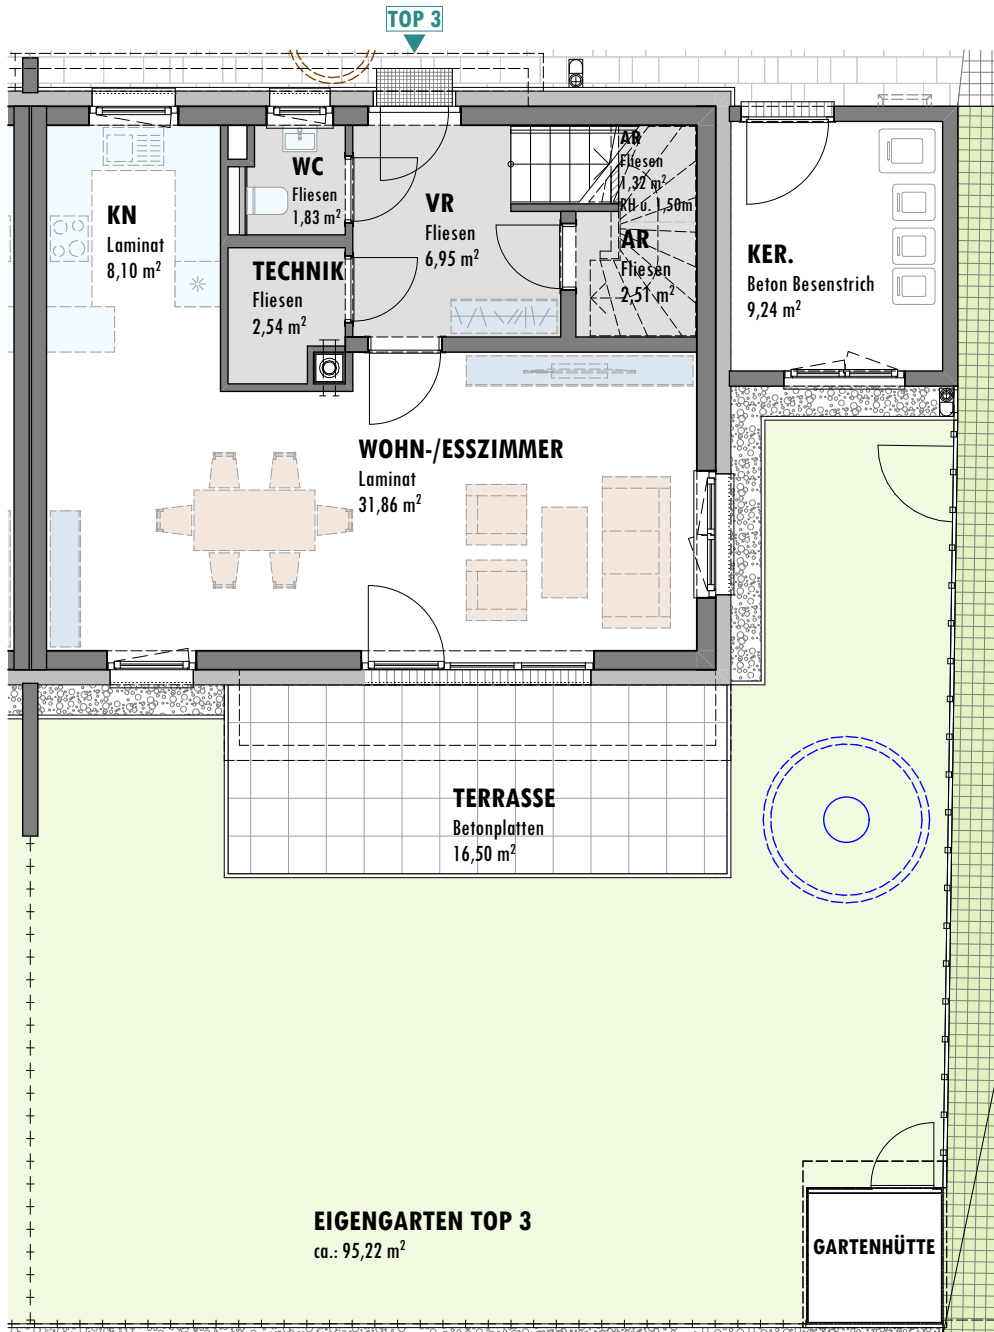 TOP 3
KN
Laminat
8,10 m²
WC
Fliesen
1,83 m²
TECHNIK
Fliesen
2,54 m²
VR
Fliesen
6,95 m²
AR
Fliesen
1,32 m²
RH u. 1,50m
AR
Fliesen
2,51 m²
KER.
Beton Besenstrich
9,24 m²
WOHN-/ESSZIMMER
Laminat
31,86 m²
TERRASSE
Betonplatten
16,50 m²
EIGENGARTEN TOP 3
ca.: 95,22 m²
GARTENHÜTTE